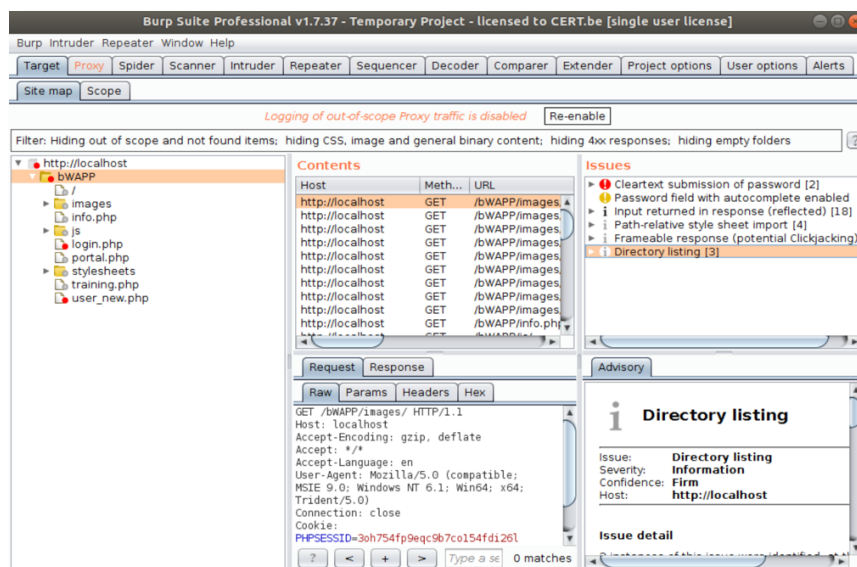 Burp Suite Professional v1.7.37 - Temporary Project - licensed to CERT.be [single user license]
Burp Intruder Repeater Window Help
Target Proxy Spider Scanner Intruder Repeater Sequencer Decoder Comparer Extender Project options User options Alerts
Site map Scope
Logging of out-of-scope Proxy traffic is disabled Re-enable
Filter: Hiding out of scope and not found items; hiding CSS, image and general binary content; hiding 4xx responses; hiding empty folders ?
http://localhost
bWAPP
/
images
info.php
js
login.php
portal.php
stylesheets
training.php
user_new.php
Contents
Host Meth... URL
http://localhost GET /bWAPP/images/
http://localhost GET /bWAPP/images,
http://localhost GET /bWAPP/images,
http://localhost GET /bWAPP/images,
http://localhost GET /bWAPP/images,
http://localhost GET /bWAPP/images,
http://localhost GET /bWAPP/images,
http://localhost GET /bWAPP/images,
http://localhost GET /bWAPP/images,
http://localhost GET /bWAPP/info.php
Request Response
Raw Params Headers Hex
GET /bWAPP/images/ HTTP/1.1
Host: localhost
Accept-Encoding: gzip, deflate
Accept: */*
Accept-Language: en
User-Agent: Mozilla/5.0 (compatible;
MSIE 9.0; Windows NT 6.1; Win64; x64;
Trident/5.0)
Connection: close
Cookie:
PHPSESSID=3oh754fp9eqc9b7co154fdi26l
? < + > Type a se 0 matches
Issues
Cleartext submission of password [2]
Password field with autocomplete enabled
Input returned in response (reflected) [18]
Path-relative style sheet import [4]
Frameable response (potential Clickjacking)
Directory listing [3]
Advisory
Directory listing
Issue: Directory listing
Severity: Information
Confidence: Firm
Host: http://localhost
Issue detail